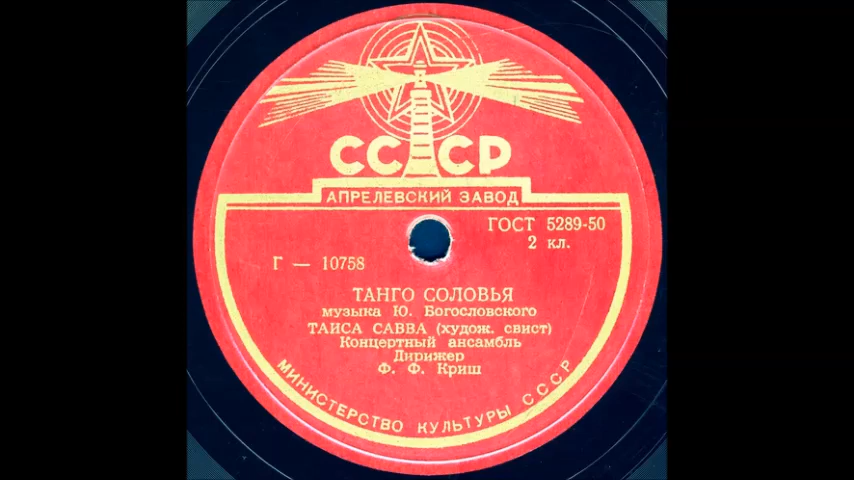 СССР
АПРЕЛЕВСКИЙ ЗАВОД
ГОСТ 5289-50
2 кл.
Г — 10758
ТАНГО СОЛОВЬЯ
музыка Ю. Богословского
ТАИСА САВВА (худож. свист)
Концертный ансамбль
Дирижер
Ф. Ф. Криш
МИНИСТЕРСТВО КУЛЬТУРЫ СССР